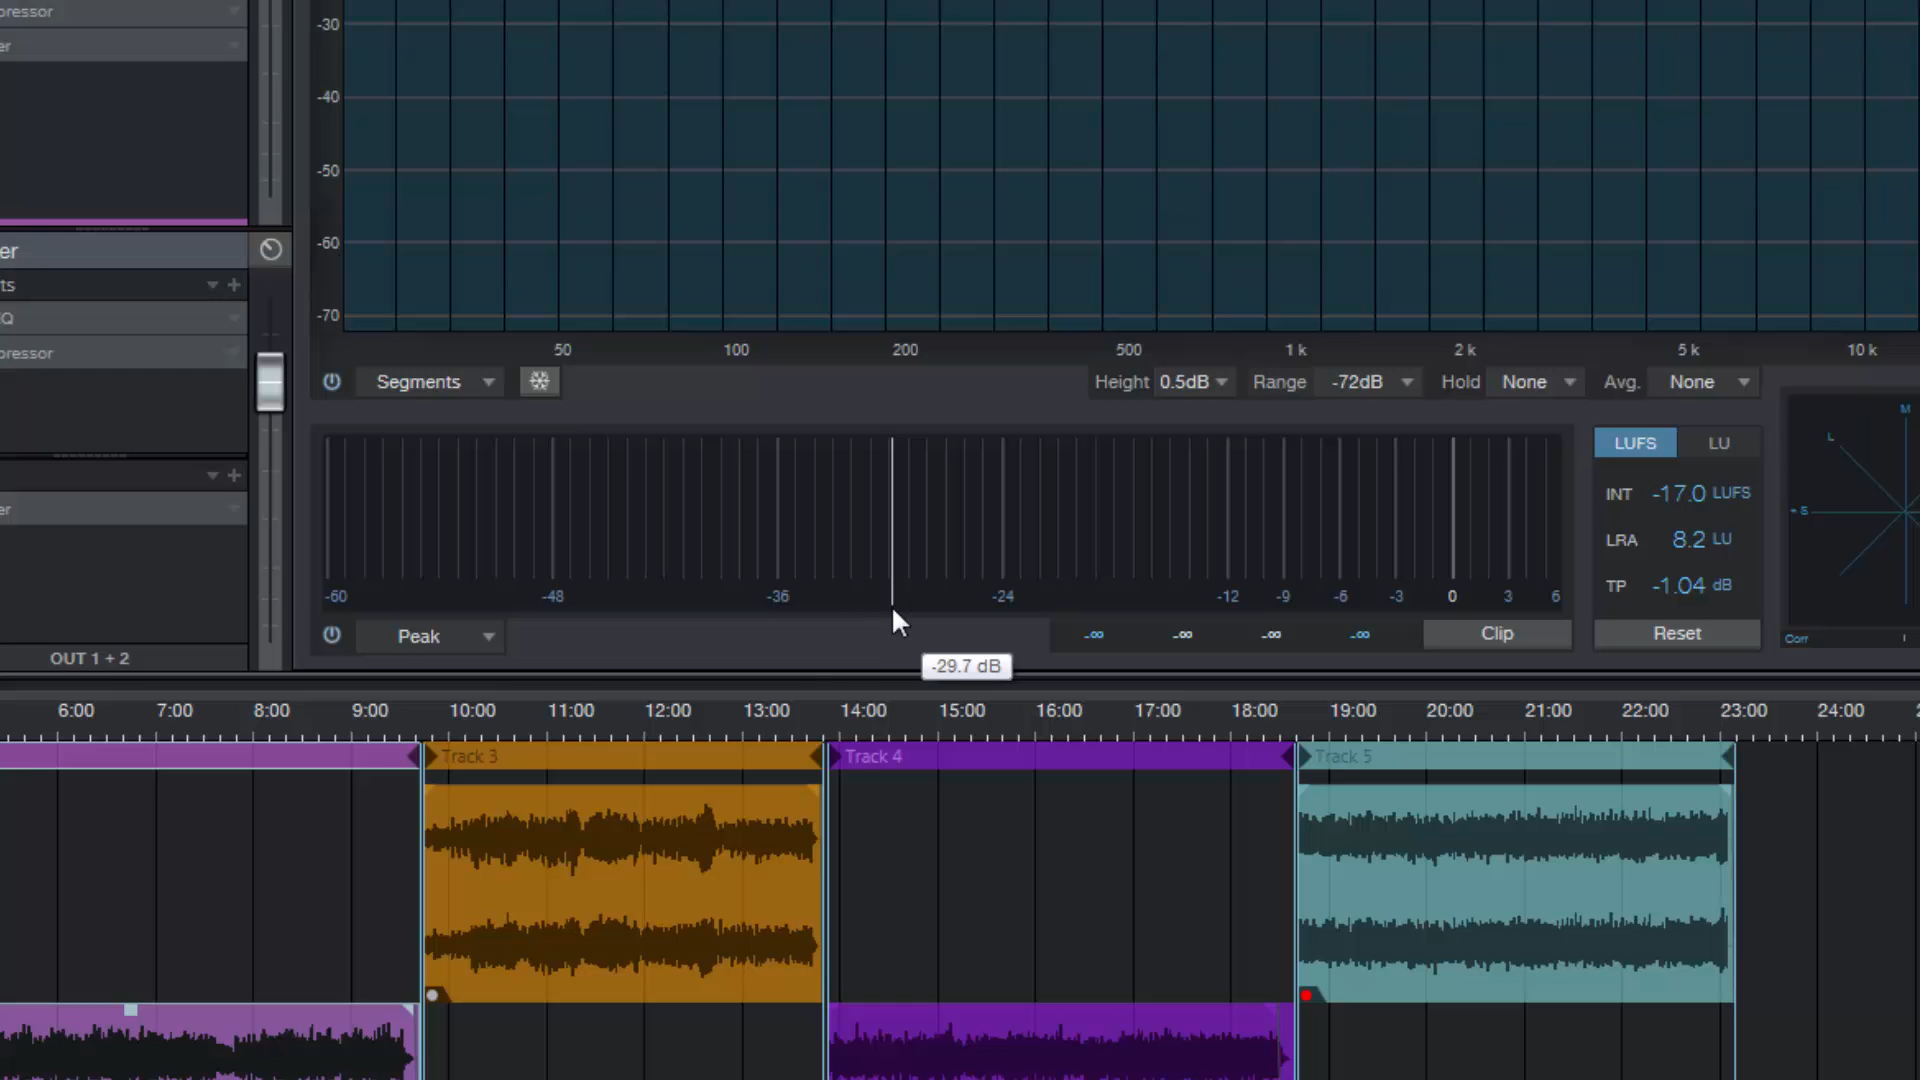 pressor
er
-30
-40
-50
-60
-70
50 100 200 500 1 k 2 k 5 k 10 k
er
ts
Q
pressor
er
OUT 1 + 2
Segments Height 0.5dB Range -72dB Hold None Avg. None
-60 -48 -36 -24 -12 -9 -6 -3 0 3 6
Peak -∞ -∞ -∞ -∞ Clip
-29.7 dB
LUFS LU
INT -17.0 LUFS
LRA 8.2 LU
TP -1.04 dB
Reset
M
L
+ S
Corr
6:00 7:00 8:00 9:00 10:00 11:00 12:00 13:00 14:00 15:00 16:00 17:00 18:00 19:00 20:00 21:00 22:00 23:00 24:00
Track 3 Track 4 Track 5